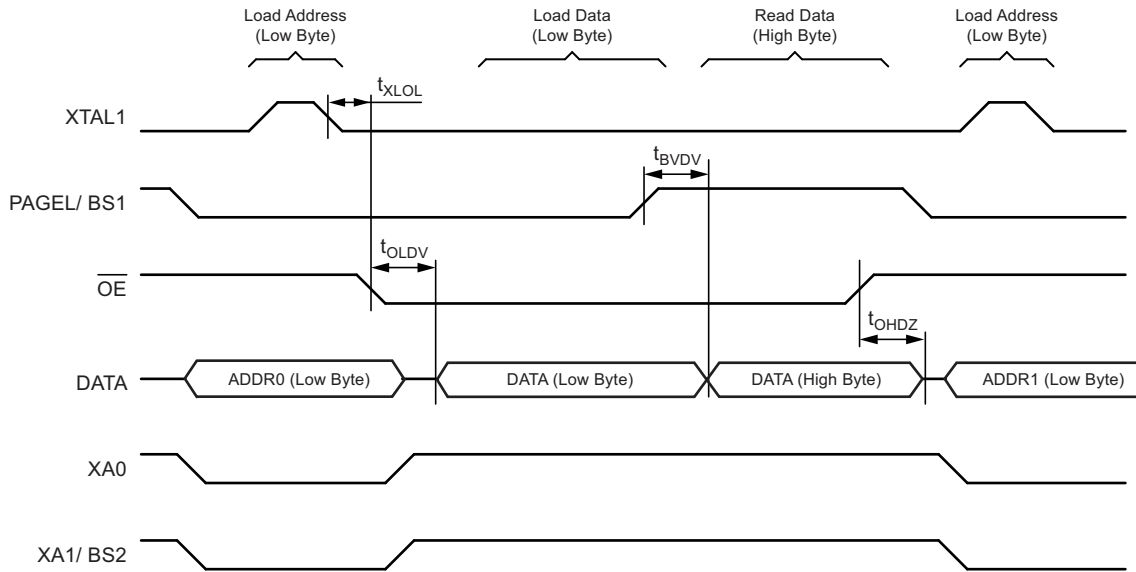 Load Address
(Low Byte)
Load Data
(Low Byte)
Read Data
(High Byte)
Load Address
(Low Byte)
XTAL1
tXLOL
PAGEL/ BS1
tBVDV
OE
tOLDV
tOHDZ
DATA
ADDR0 (Low Byte)
DATA (Low Byte)
DATA (High Byte)
ADDR1 (Low Byte)
XA0
XA1/ BS2